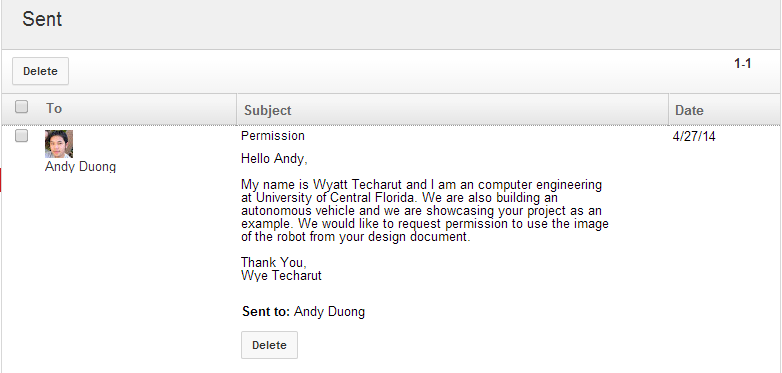 Sent
Delete
1-1
To
Subject
Date
Andy Duong
Permission
4/27/14
Hello Andy,
My name is Wyatt Techarut and I am an computer engineering
at University of Central Florida. We are also building an
autonomous vehicle and we are showcasing your project as an
example. We would like to request permission to use the image
of the robot from your design document.
Thank You,
Wye Techarut
Sent to: Andy Duong
Delete